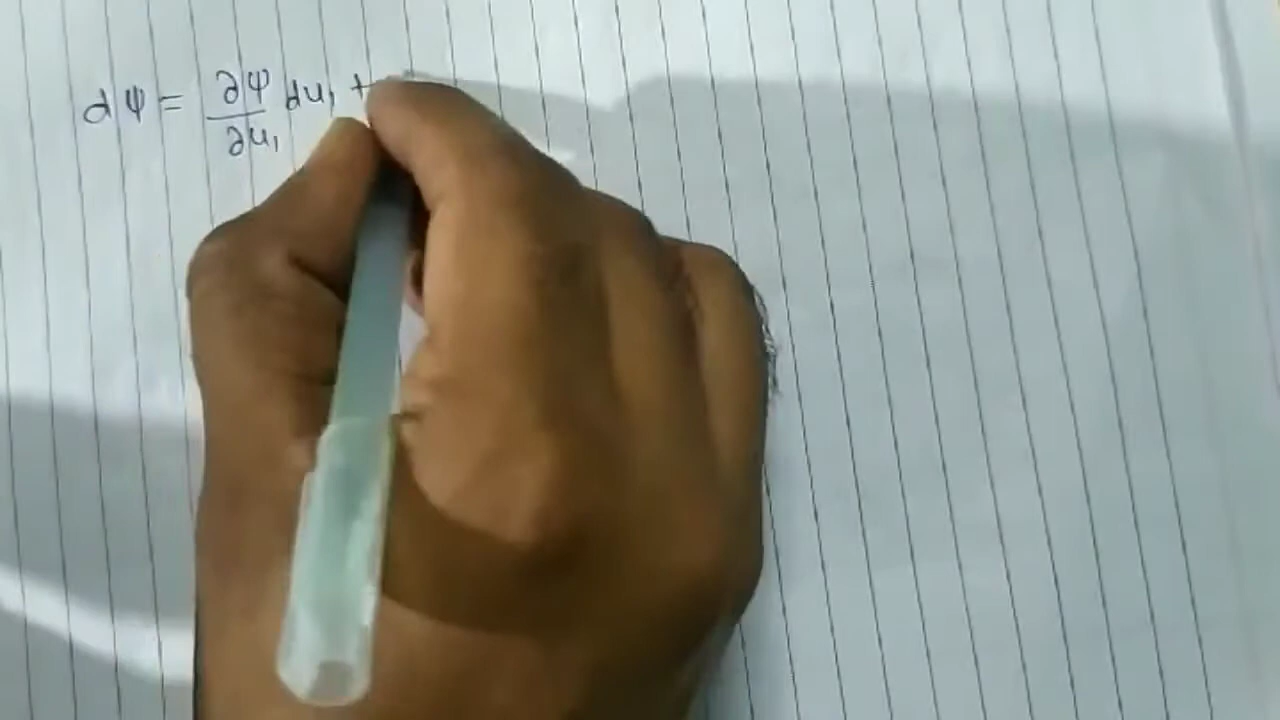 dψ = ∂ψ/∂u₁ du₁ +